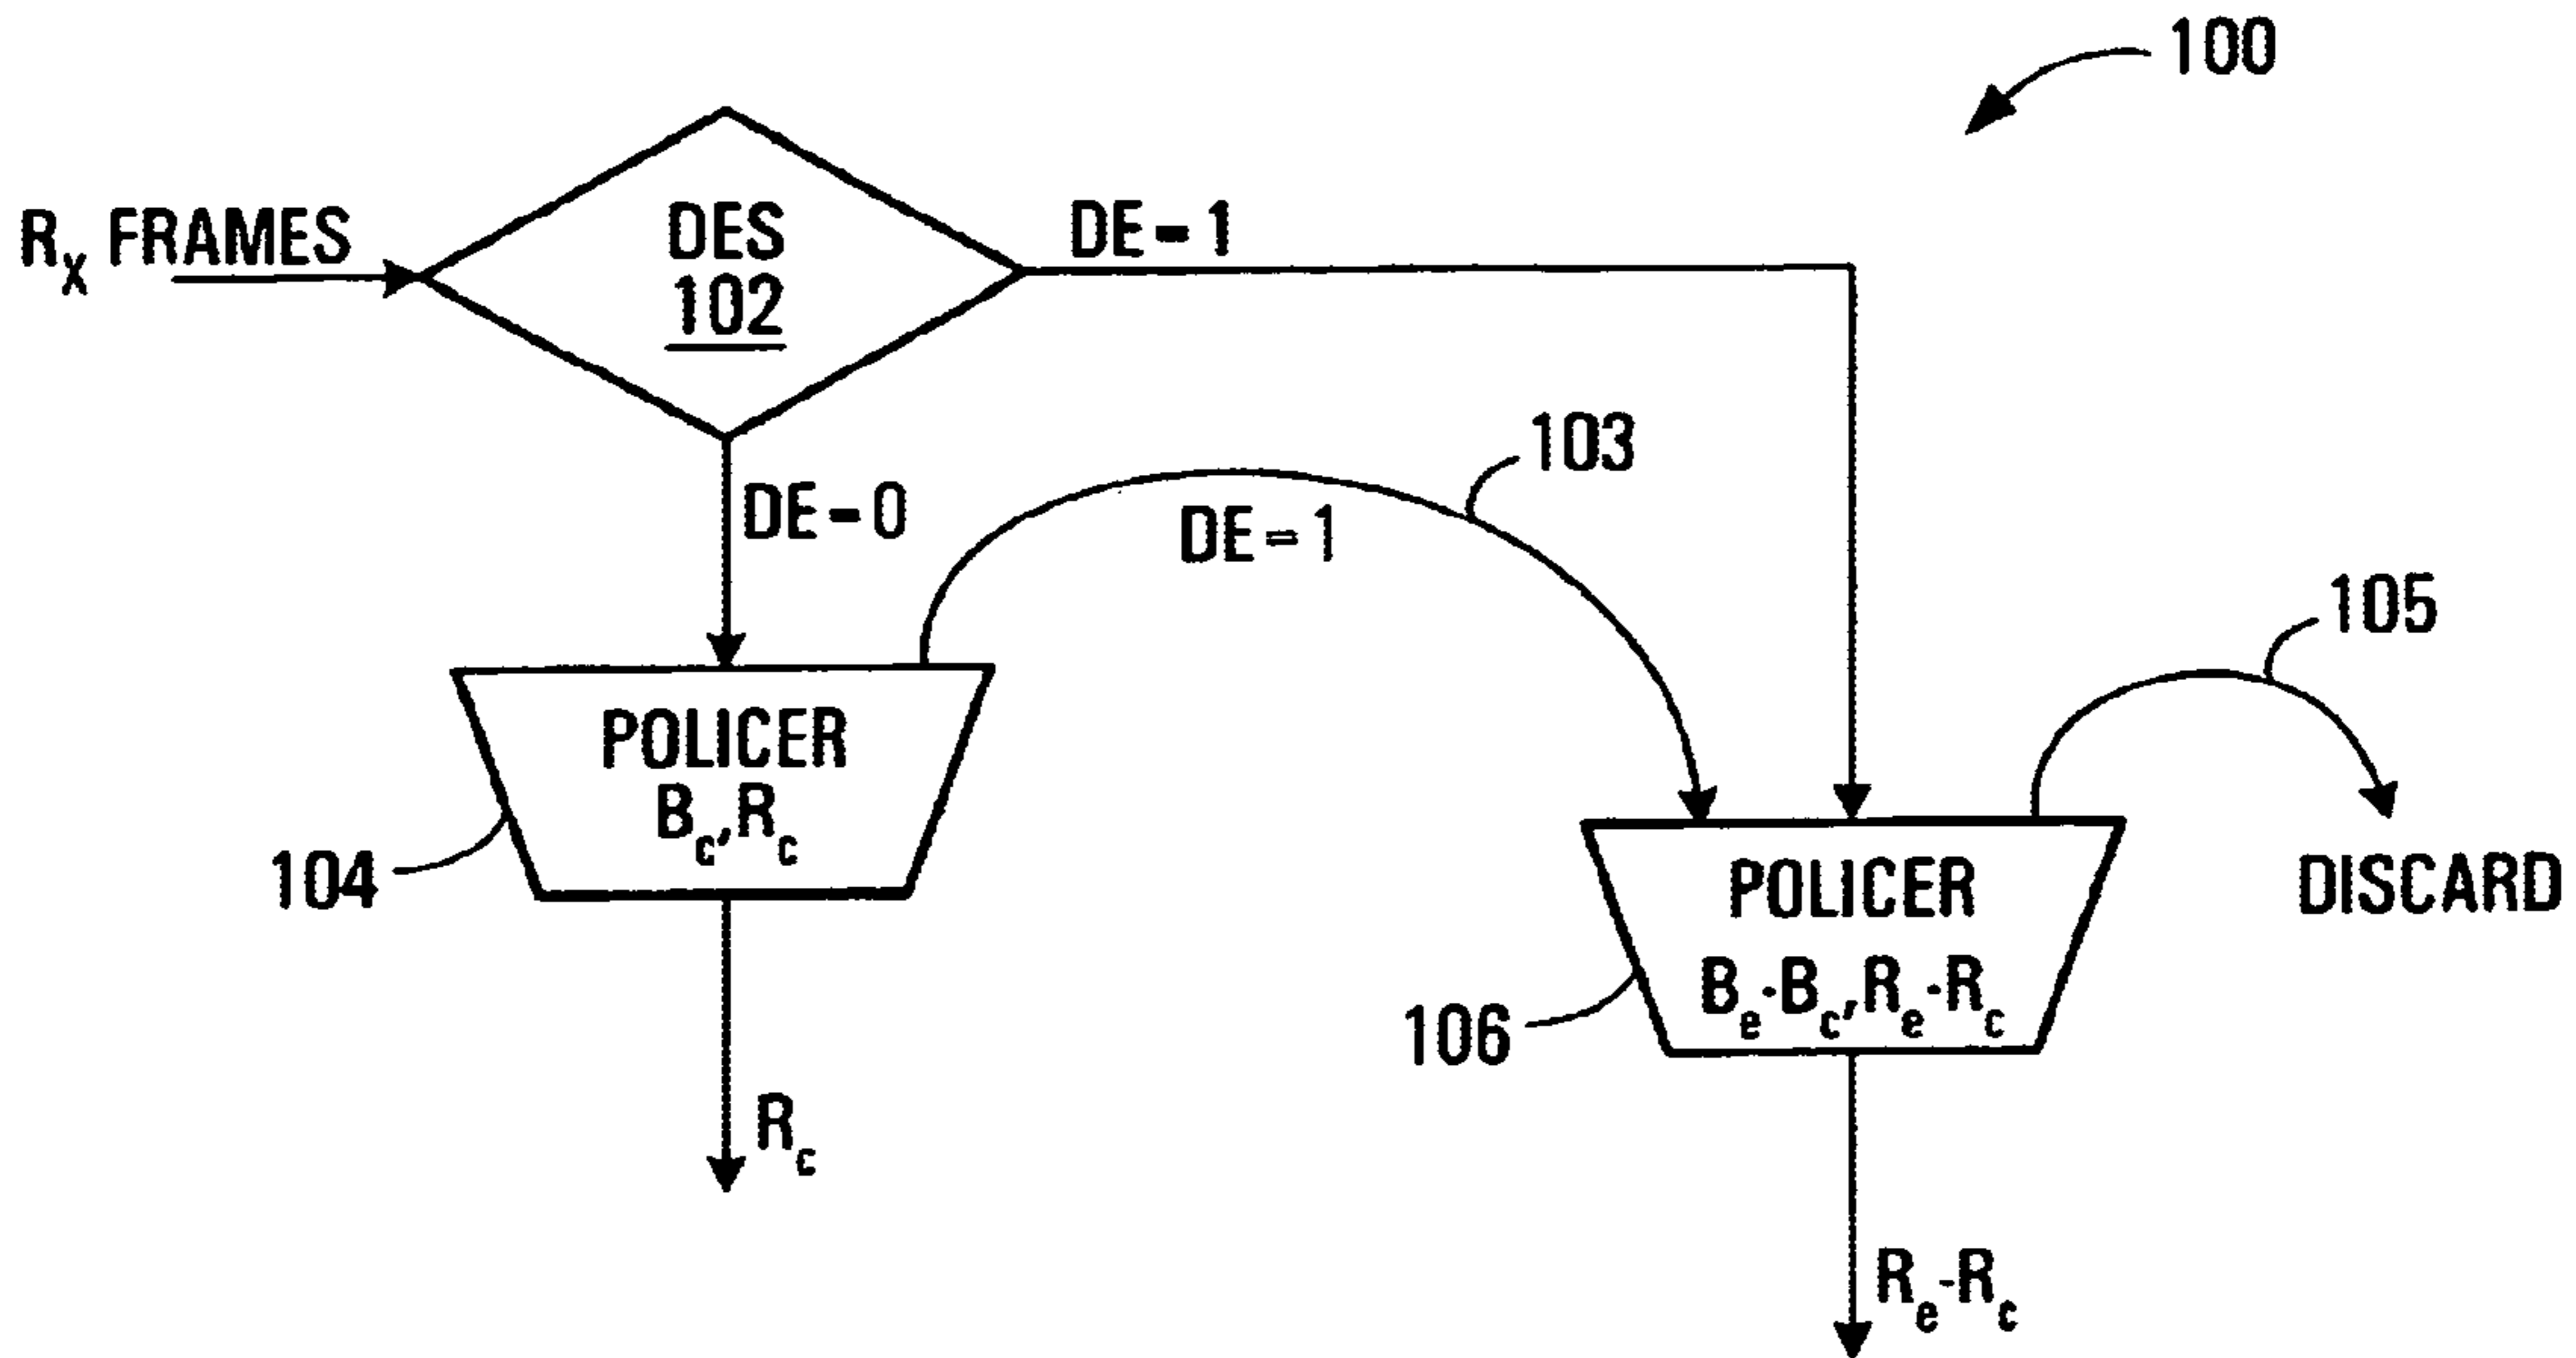 100
Rx FRAMES
DES
102
DE=1
DE=0
103
DE=1
105
POLICER
Bc,Rc
104
POLICER
Be-Bc,Re-Rc
106
DISCARD
Rc
Re-Rc